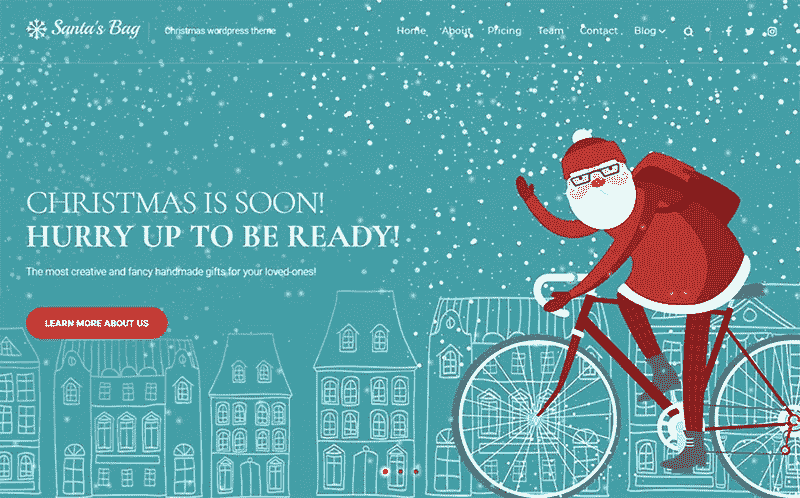 Santa's Bag
Christmas wordpress theme
Home About Pricing Team Contact Blog
CHRISTMAS IS SOON!
HURRY UP TO BE READY!
The most creative and fancy handmade gifts for your loved-ones!
LEARN MORE ABOUT US